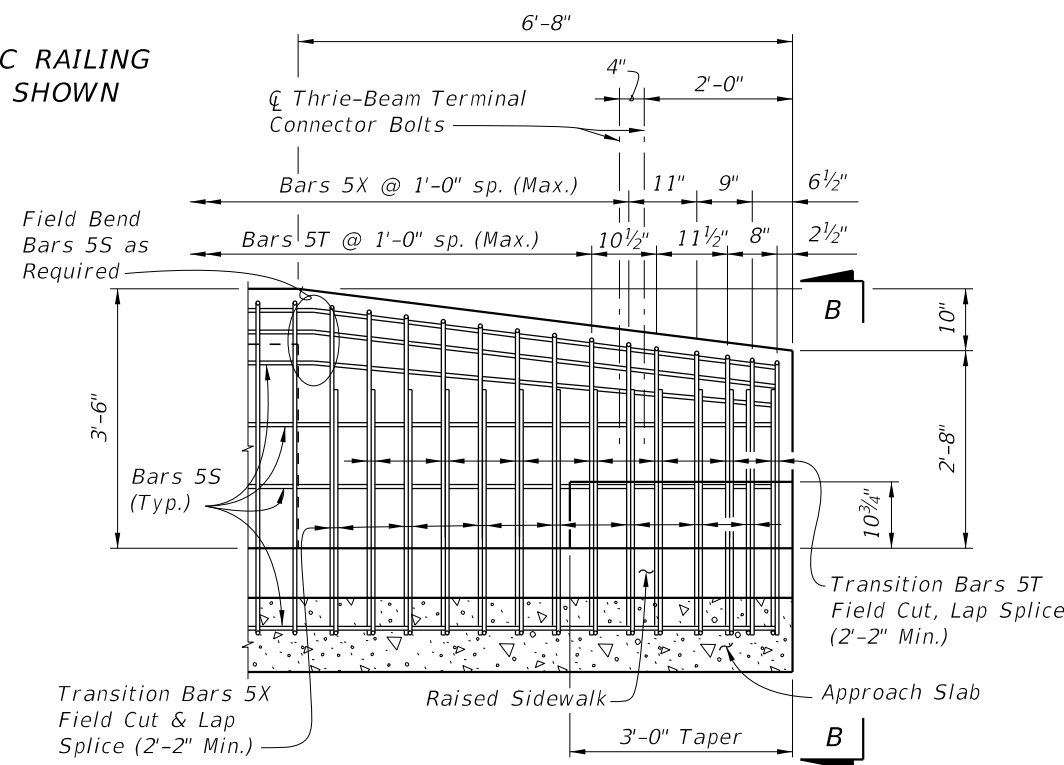 C RAILING
SHOWN
6'-8"
4"
2'-0"
℄ Thrie-Beam Terminal
Connector Bolts
Bars 5X @ 1'-0" sp. (Max.)
11"
9"
6½"
Field Bend
Bars 5S as
Required
Bars 5T @ 1'-0" sp. (Max.)
10½"
11½"
8"
2½"
B
10"
3'-6"
2'-8"
Bars 5S
(Typ.)
10¾"
Transition Bars 5T
Field Cut, Lap Splice
(2'-2" Min.)
Transition Bars 5X
Field Cut & Lap
Splice (2'-2" Min.)
Raised Sidewalk
Approach Slab
3'-0" Taper
B